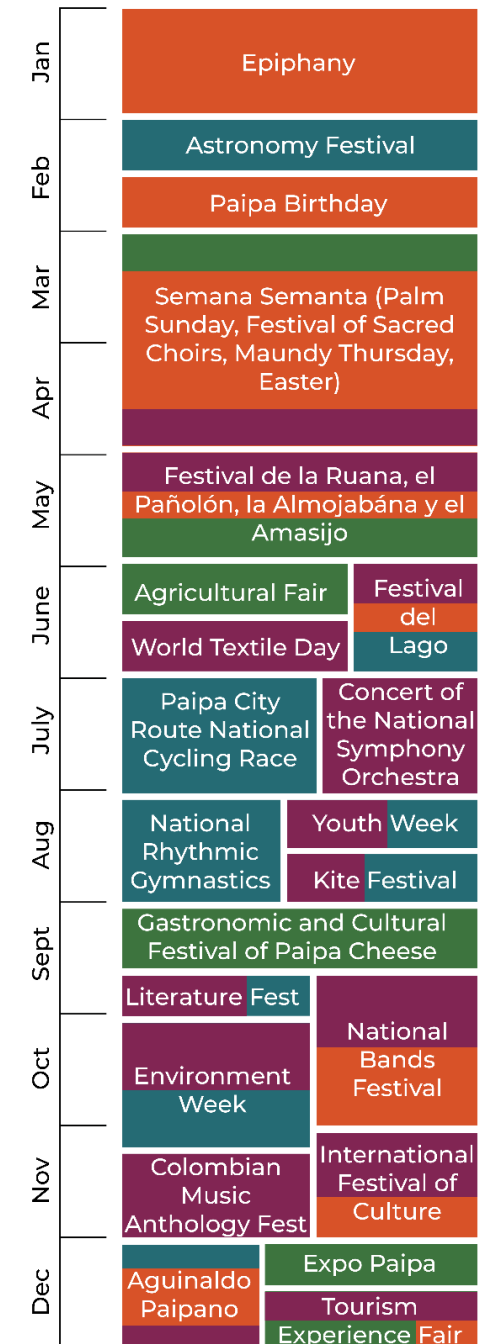 Jan
Epiphany
Feb
Astronomy Festival
Paipa Birthday
Mar
Semana Semanta (Palm
Sunday, Festival of Sacred
Choirs, Maundy Thursday,
Easter)
Apr
May
Festival de la Ruana, el
Pañolón, la Almojabána y el
Amasijo
June
Agricultural Fair
World Textile Day
Festival
del
Lago
July
Paipa City
Route National
Cycling Race
Concert of
the National
Symphony
Orchestra
Aug
National
Rhythmic
Gymnastics
Youth Week
Kite Festival
Sept
Gastronomic and Cultural
Festival of Paipa Cheese
Literature Fest
Oct
Environment
Week
National
Bands
Festival
Nov
Colombian
Music
Anthology Fest
International
Festival of
Culture
Dec
Aguinaldo
Paipano
Expo Paipa
Tourism
Experience Fair